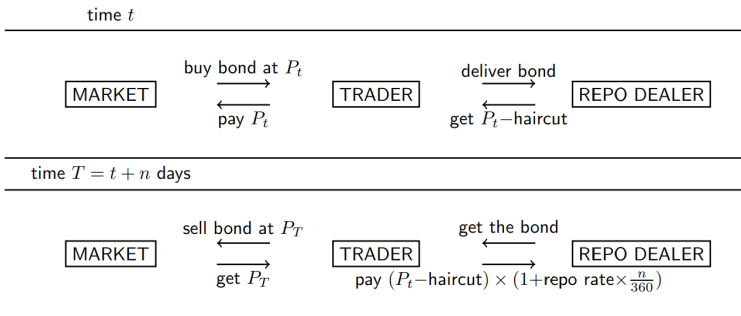 time t
buy bond at P_t
deliver bond
MARKET TRADER REPO DEALER
pay P_t
get P_t−haircut
time T = t + n days
sell bond at P_T
get the bond
MARKET TRADER REPO DEALER
get P_T
pay (P_t−haircut) × (1+repo rate×n/360)